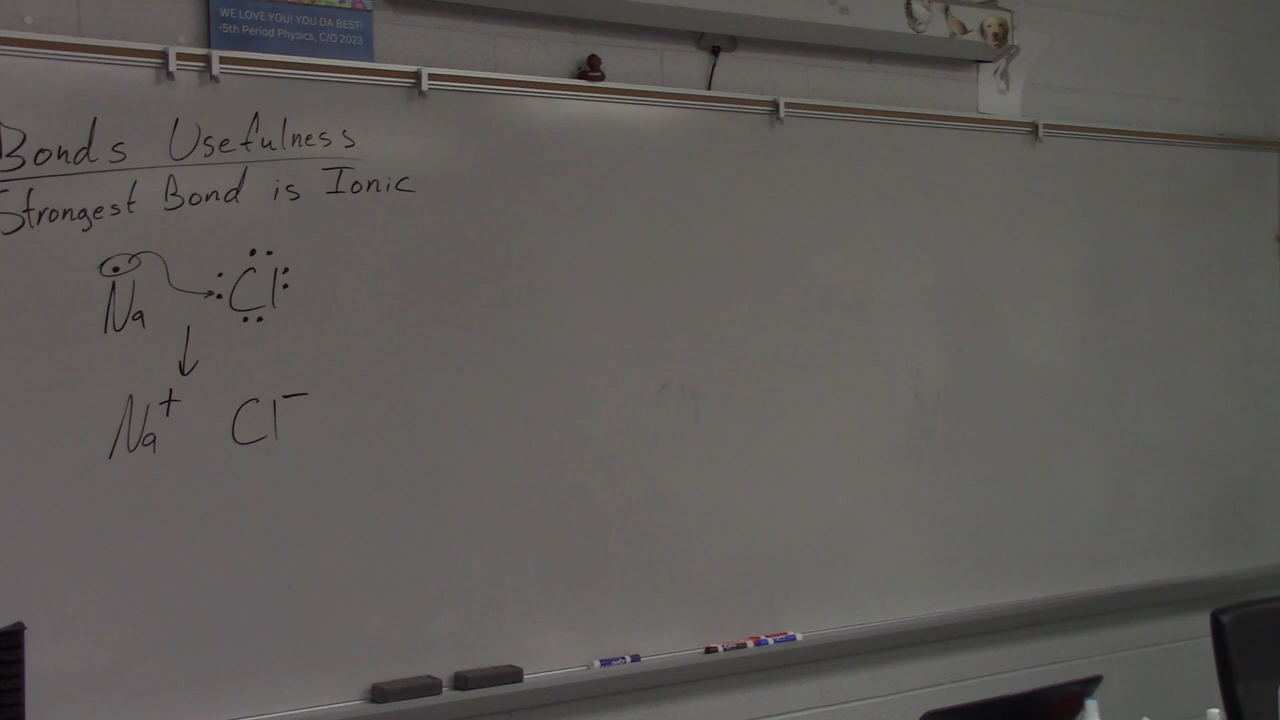 WE LOVE YOU! YOU DA BEST!
-5th Period Physics, C/O 2023
Bonds Usefulness
Strongest Bond is Ionic
Na Cl
Na⁺ Cl⁻